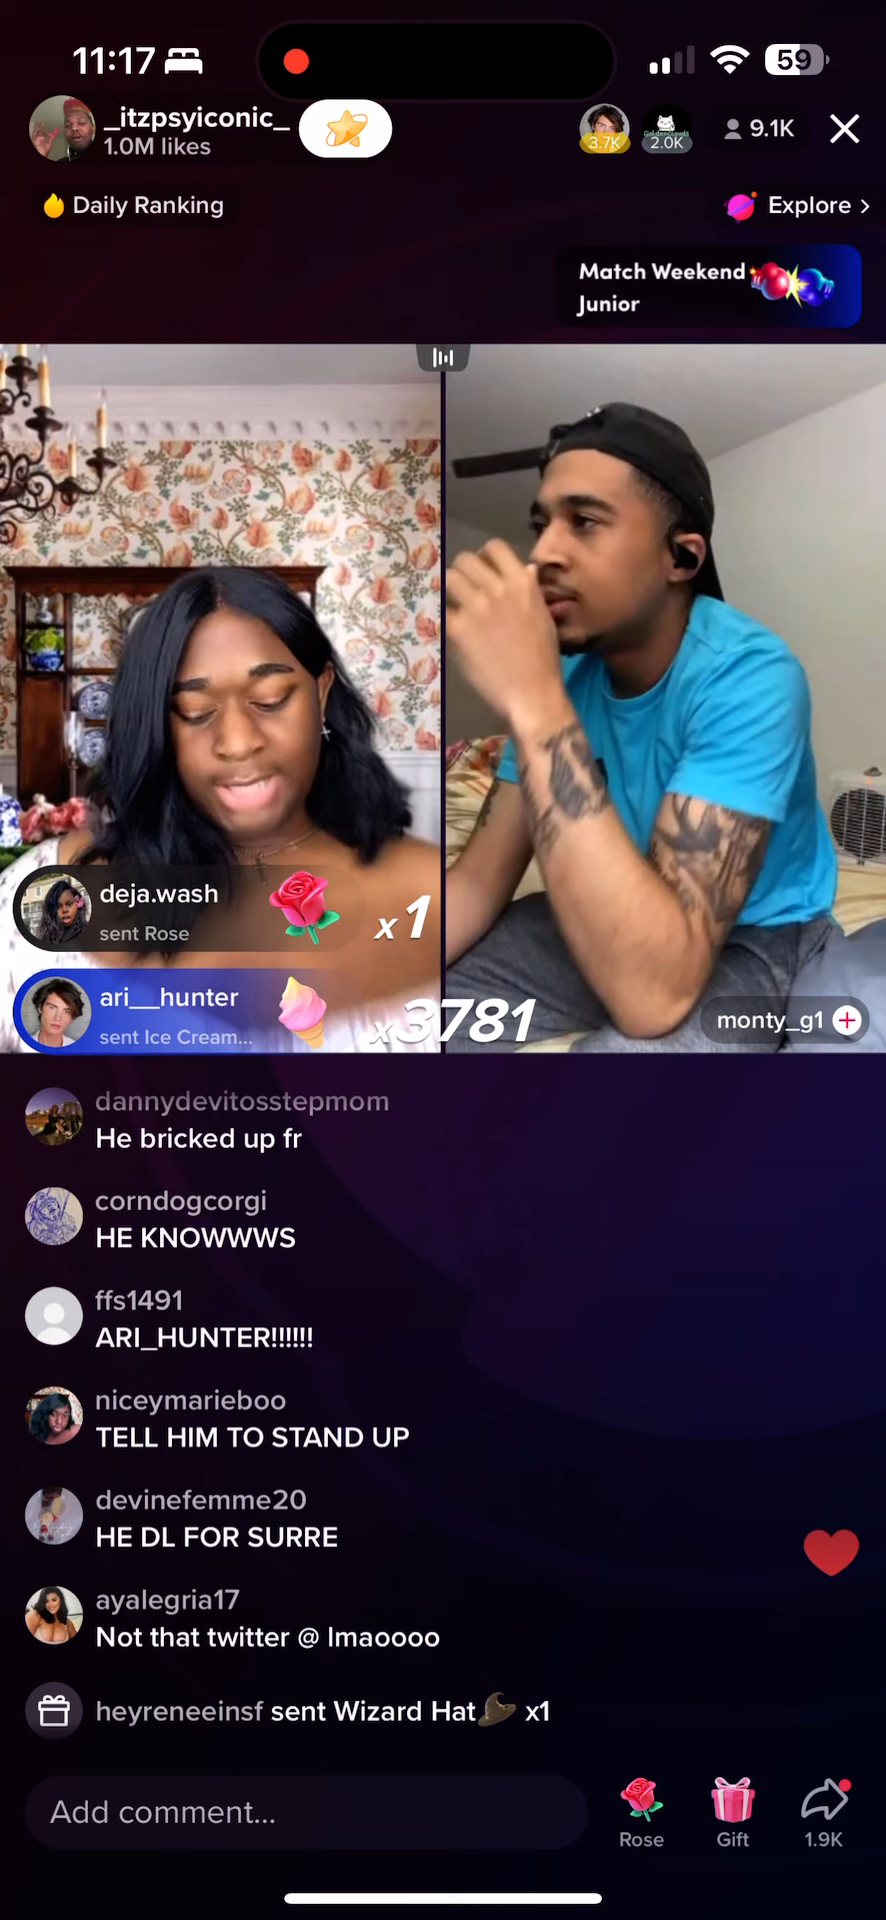 11:17
59
_itzpsyiconic_
1.0M likes
3.7K
2.0K
9.1K
Daily Ranking
Explore >
Match Weekend
Junior
deja.wash
sent Rose
x1
ari__hunter
sent Ice Cream...
x3781
monty_g1
dannydevitosstepmom
He bricked up fr
corndogcorgi
HE KNOWWWS
ffs1491
ARI_HUNTER!!!!!!
niceymarieboo
TELL HIM TO STAND UP
devinefemme20
HE DL FOR SURRE
ayalegria17
Not that twitter @ lmaoooo
heyreneeinsf sent Wizard Hat x1
Add comment...
Rose
Gift
1.9K